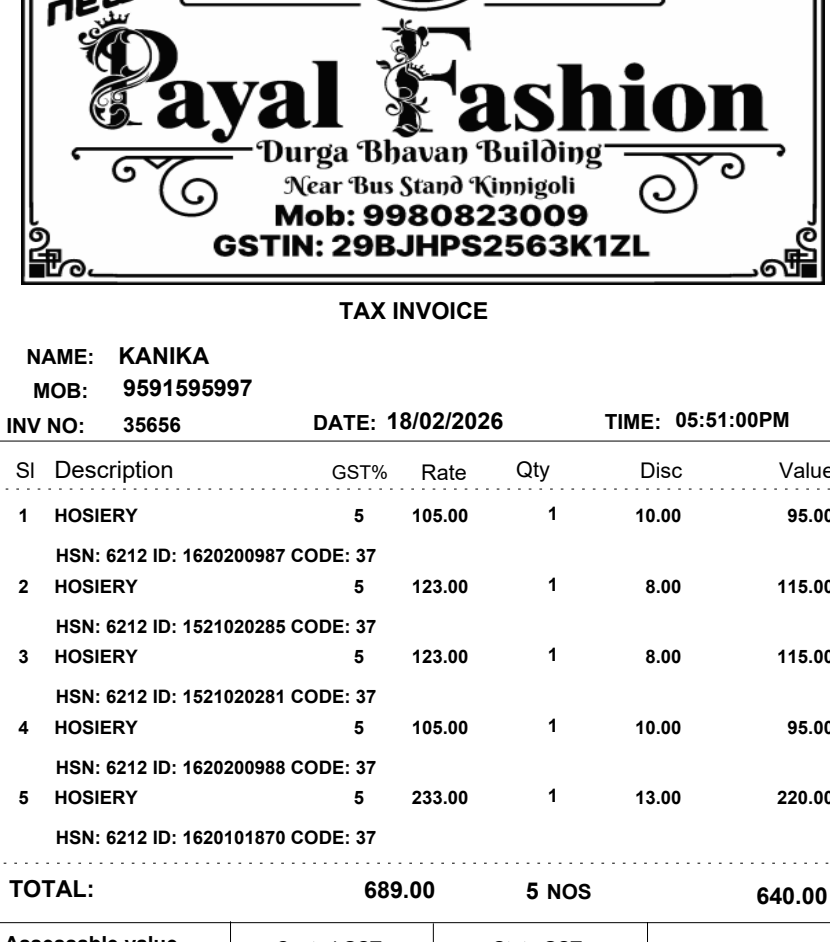 new
Payal Fashion
Durga Bhavan Building
Near Bus Stand Kinnigoli
Mob: 9980823009
GSTIN: 29BJHPS2563K1ZL
TAX INVOICE
NAME: KANIKA
MOB: 9591595997
INV NO: 35656 DATE: 18/02/2026 TIME: 05:51:00PM
Sl Description GST% Rate Qty Disc Value
1 HOSIERY 5 105.00 1 10.00 95.00
HSN: 6212 ID: 1620200987 CODE: 37
2 HOSIERY 5 123.00 1 8.00 115.00
HSN: 6212 ID: 1521020285 CODE: 37
3 HOSIERY 5 123.00 1 8.00 115.00
HSN: 6212 ID: 1521020281 CODE: 37
4 HOSIERY 5 105.00 1 10.00 95.00
HSN: 6212 ID: 1620200988 CODE: 37
5 HOSIERY 5 233.00 1 13.00 220.00
HSN: 6212 ID: 1620101870 CODE: 37
TOTAL: 689.00 5 NOS 640.00